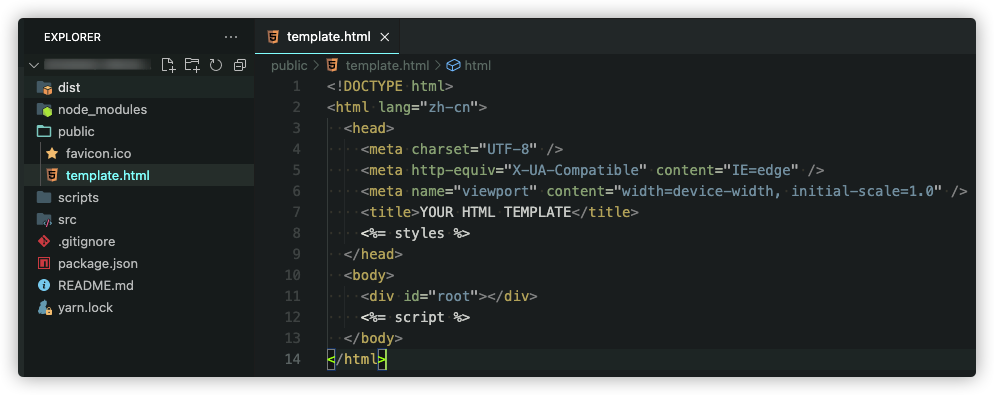 EXPLORER
dist
node_modules
public
favicon.ico
template.html
scripts
src
.gitignore
package.json
README.md
yarn.lock
template.html
public > template.html > html
1 <!DOCTYPE html>
2 <html lang="zh-cn">
3   <head>
4     <meta charset="UTF-8" />
5     <meta http-equiv="X-UA-Compatible" content="IE=edge" />
6     <meta name="viewport" content="width=device-width, initial-scale=1.0" />
7     <title>YOUR HTML TEMPLATE</title>
8     <%= styles %>
9   </head>
10   <body>
11     <div id="root"></div>
12     <%= script %>
13   </body>
14 </html>